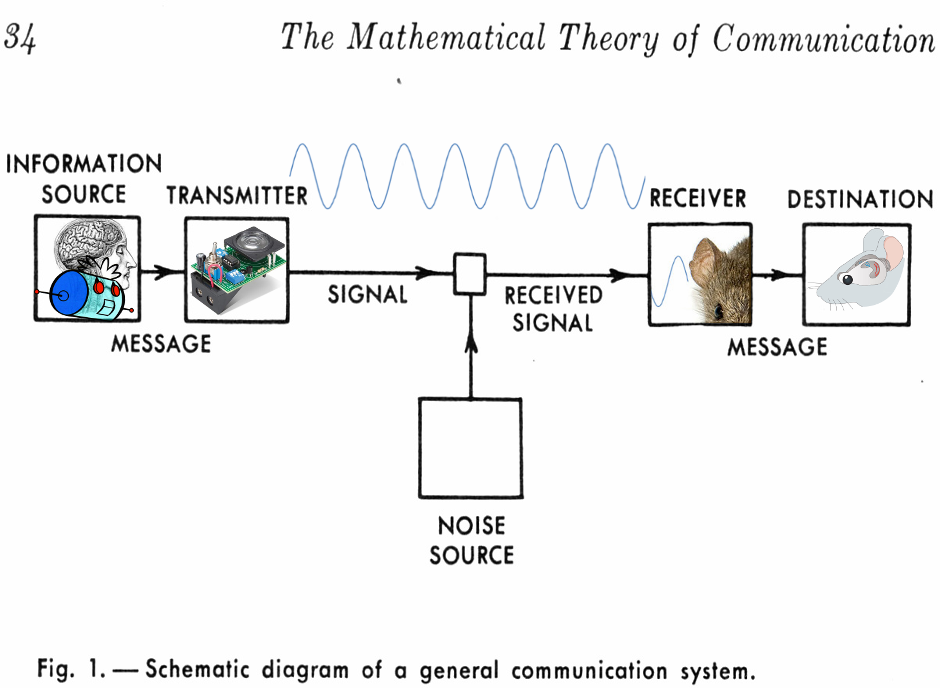 34 The Mathematical Theory of Communication
INFORMATION
SOURCE
TRANSMITTER
RECEIVER
DESTINATION
SIGNAL
RECEIVED
SIGNAL
MESSAGE
MESSAGE
NOISE
SOURCE
Fig. 1. — Schematic diagram of a general communication system.